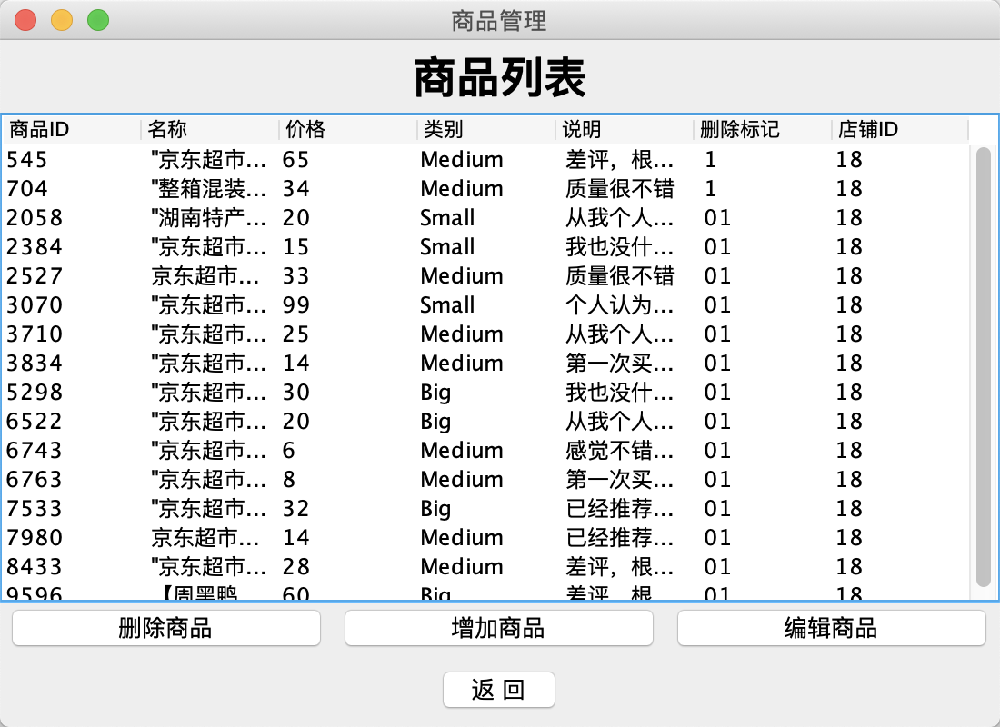 商品管理
商品列表
商品ID 名称 价格 类别 说明 删除标记 店铺ID
545 "京东超市... 65 Medium 差评，根... 1 18
704 "整箱混装... 34 Medium 质量很不错 1 18
2058 "湖南特产... 20 Small 从我个人... 01 18
2384 "京东超市... 15 Small 我也没什... 01 18
2527 京东超市... 33 Medium 质量很不错 01 18
3070 "京东超市... 99 Small 个人认为... 01 18
3710 "京东超市... 25 Medium 从我个人... 01 18
3834 "京东超市... 14 Medium 第一次买... 01 18
5298 "京东超市... 30 Big 我也没什... 01 18
6522 "京东超市... 20 Big 从我个人... 01 18
6743 "京东超市... 6 Medium 感觉不错... 01 18
6763 "京东超市... 8 Medium 第一次买... 01 18
7533 "京东超市... 32 Big 已经推荐... 01 18
7980 京东超市... 14 Medium 已经推荐... 01 18
8433 "京东超市... 28 Medium 差评，根... 01 18
9596 【周黑鸭... 60 Big 差评，根... 01 18
删除商品 增加商品 编辑商品
返 回